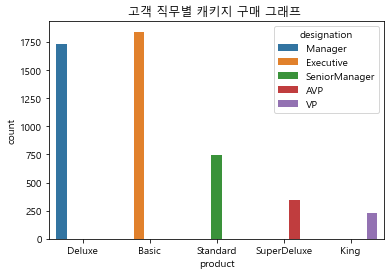 고객 직무별 캐키지 구매 그래프
designation
Manager
Executive
SeniorManager
AVP
VP
count
1750
1500
1250
1000
750
500
250
0
Deluxe Basic Standard SuperDeluxe King
product